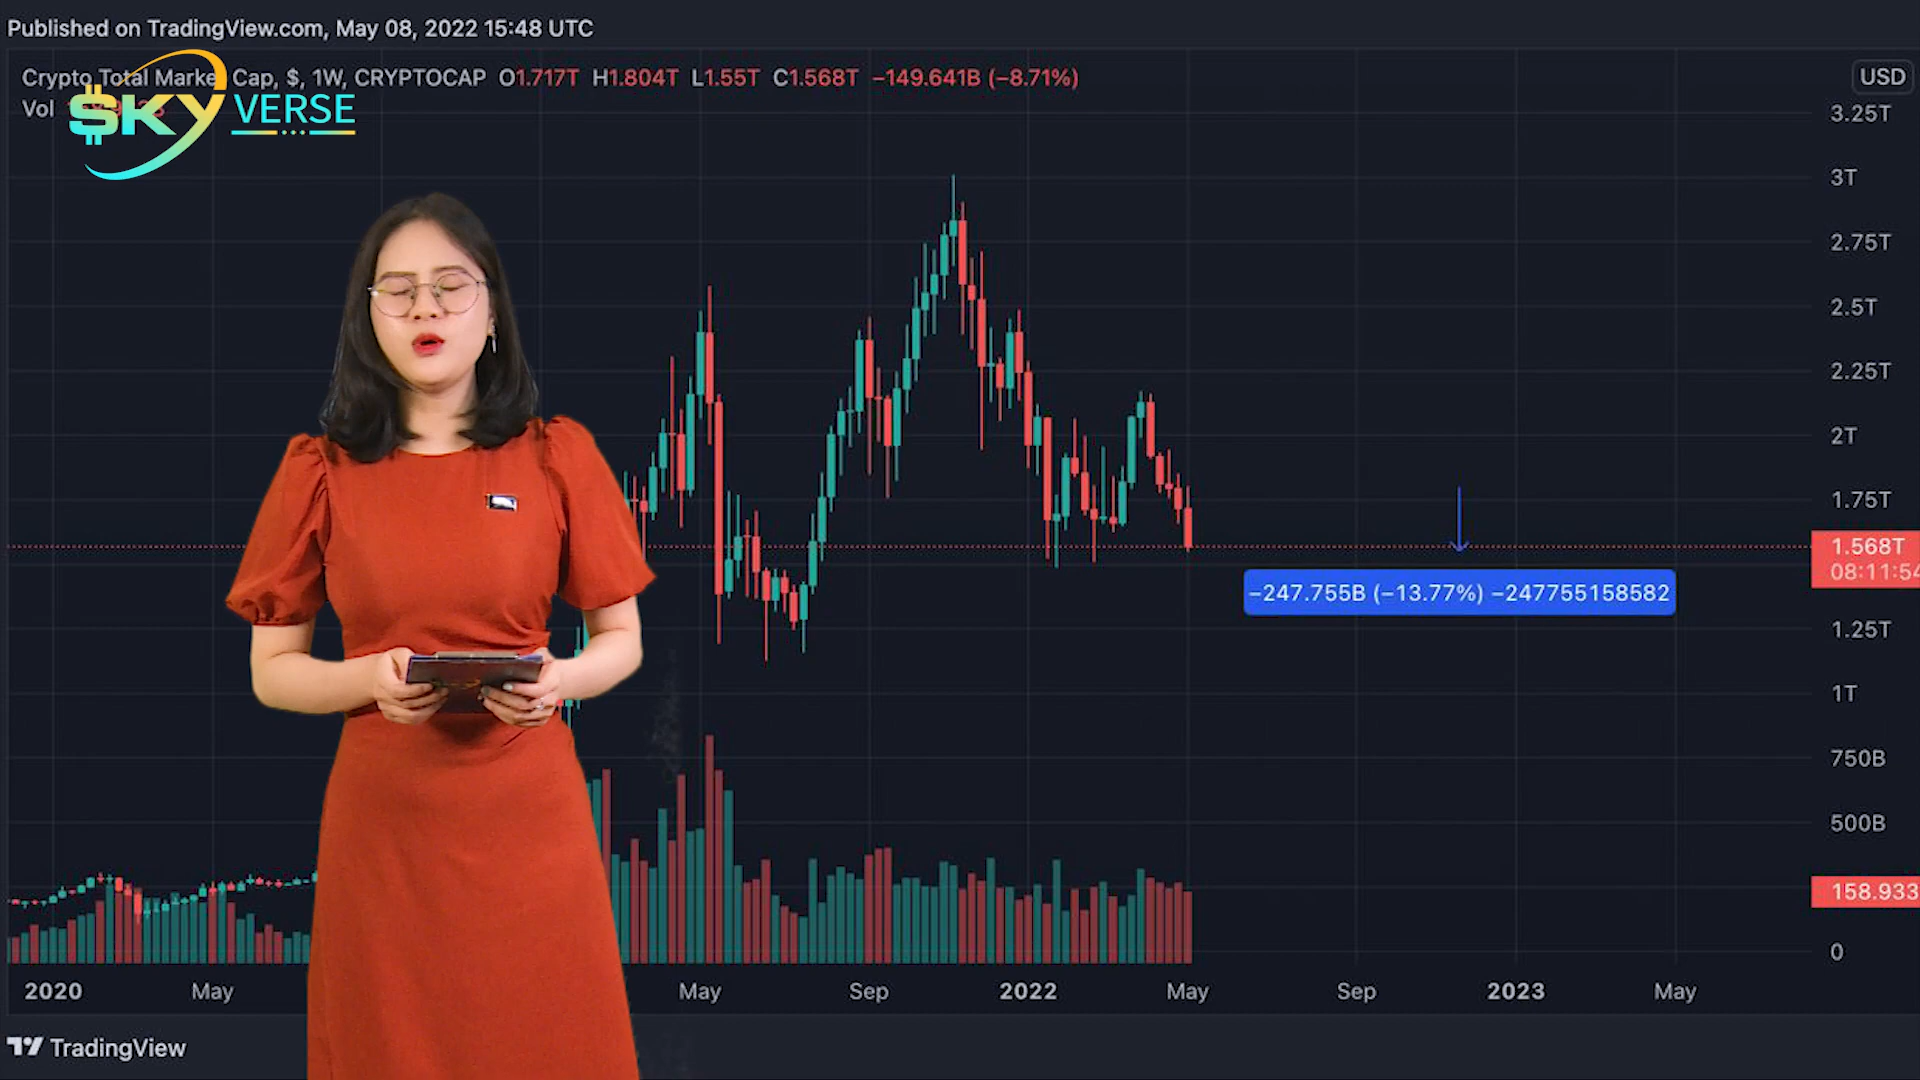 Published on TradingView.com, May 08, 2022 15:48 UTC
Crypto Total Marke Cap, $, 1W, CRYPTOCAP O1.717T H1.804T L1.55T C1.568T −149.641B (−8.71%)
USD
Vol
$KY VERSE
3.25T
3T
2.75T
2.5T
2.25T
2T
1.75T
1.568T
08:11:54
−247.755B (−13.77%) −247755158582
1.25T
1T
750B
500B
158.933
0
2020 May May Sep 2022 May Sep 2023 May
TradingView